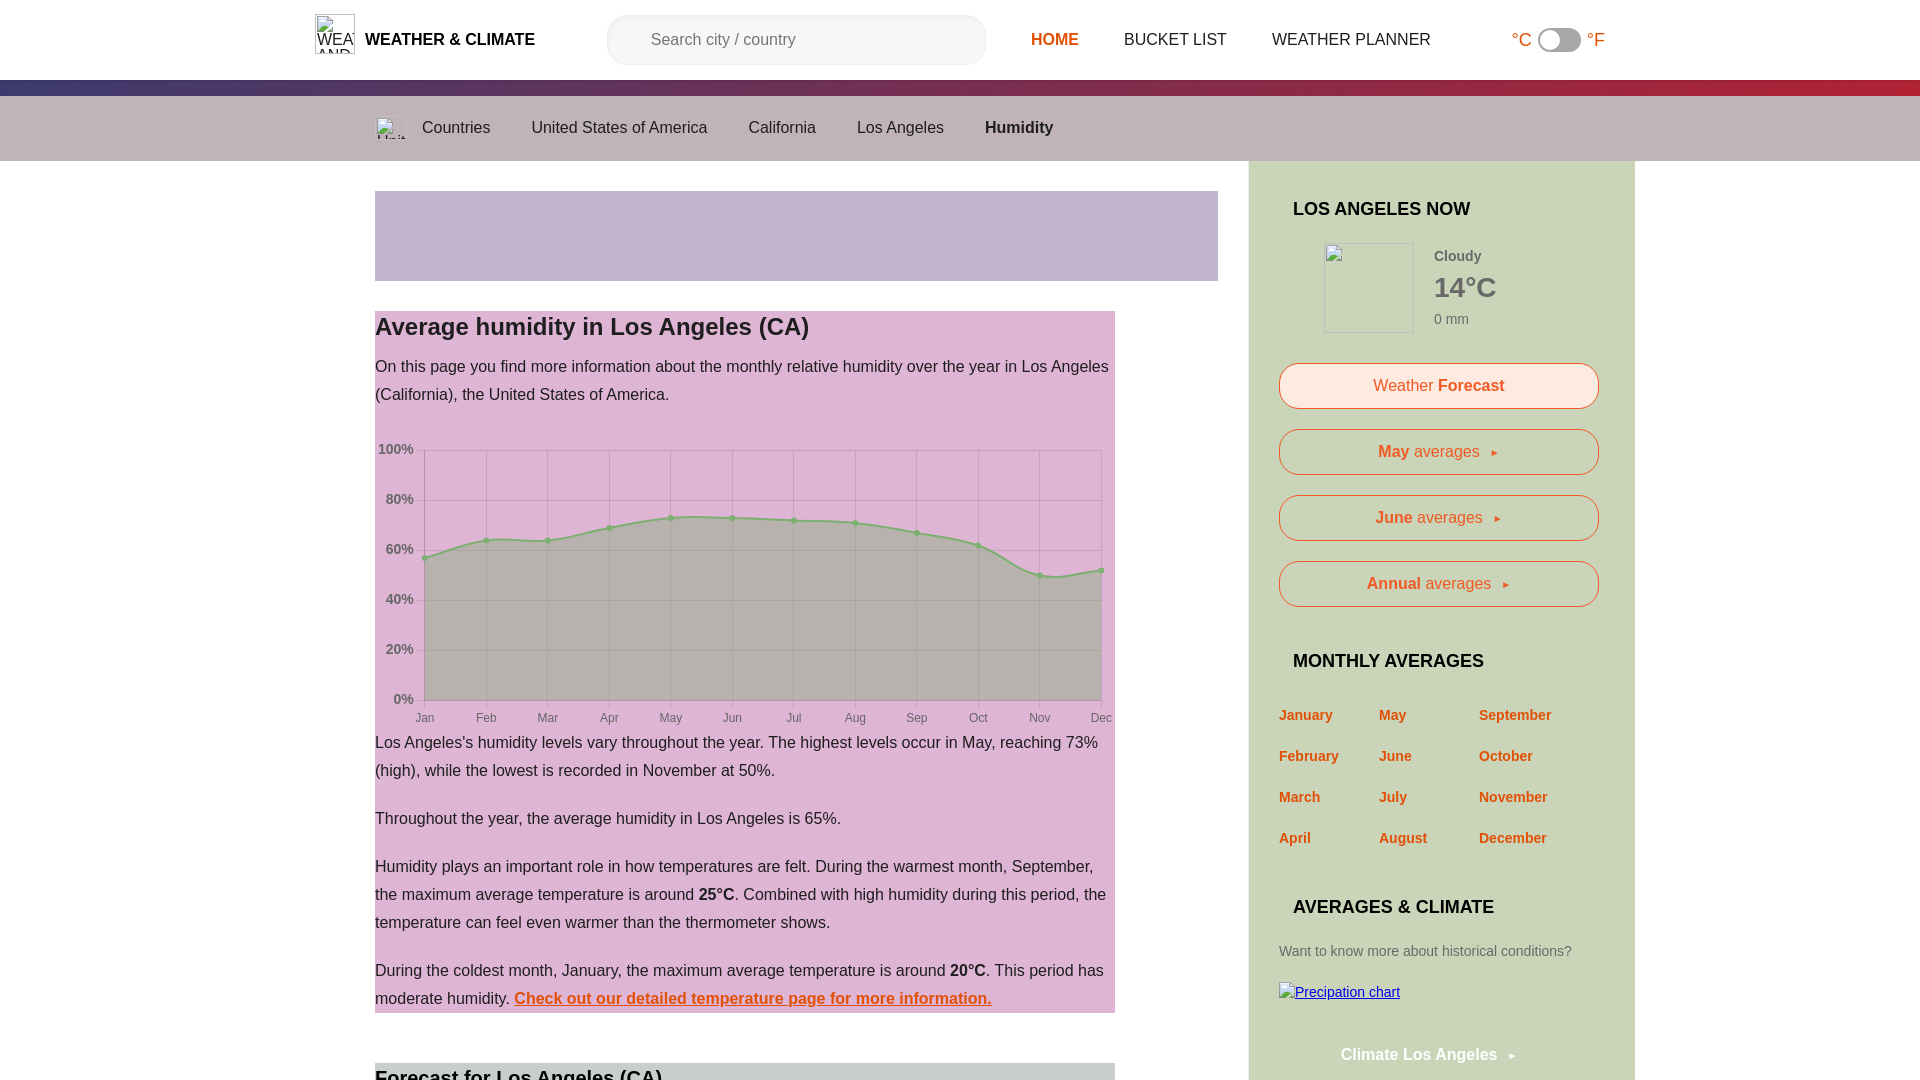 WEATHER & CLIMATE
Search city / country
HOME
BUCKET LIST
WEATHER PLANNER
°C
°F
Countries
United States of America
California
Los Angeles
Humidity
Average humidity in Los Angeles (CA)
On this page you find more information about the monthly relative humidity over the year in Los Angeles
(California), the United States of America.
100%
80%
60%
40%
20%
0%
Jan Feb Mar Apr May Jun Jul Aug Sep Oct Nov Dec
Los Angeles's humidity levels vary throughout the year. The highest levels occur in May, reaching 73%
(high), while the lowest is recorded in November at 50%.
Throughout the year, the average humidity in Los Angeles is 65%.
Humidity plays an important role in how temperatures are felt. During the warmest month, September,
the maximum average temperature is around 25°C. Combined with high humidity during this period, the
temperature can feel even warmer than the thermometer shows.
During the coldest month, January, the maximum average temperature is around 20°C. This period has
moderate humidity. Check out our detailed temperature page for more information.
Forecast for Los Angeles (CA)
LOS ANGELES NOW
Cloudy
14°C
0 mm
Weather Forecast
May averages ►
June averages ►
Annual averages ►
MONTHLY AVERAGES
January May September
February June October
March July November
April August December
AVERAGES & CLIMATE
Want to know more about historical conditions?
Precipation chart
Climate Los Angeles ►